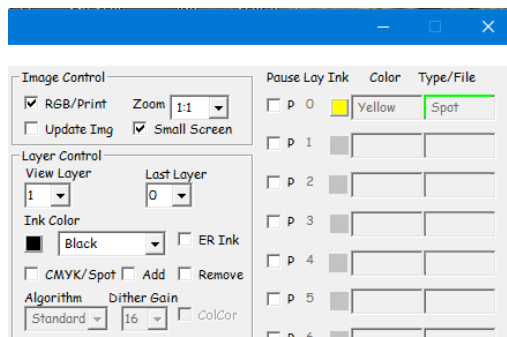 Image Control
RGB/Print Zoom 1:1
Update Img Small Screen
Layer Control
View Layer Last Layer
1 0
Ink Color
Black ER Ink
CMYK/Spot Add Remove
Algorithm Dither Gain
Standard 16 ColCor
Pause Lay Ink Color Type/File
P 0 Yellow Spot
P 1
P 2
P 3
P 4
P 5